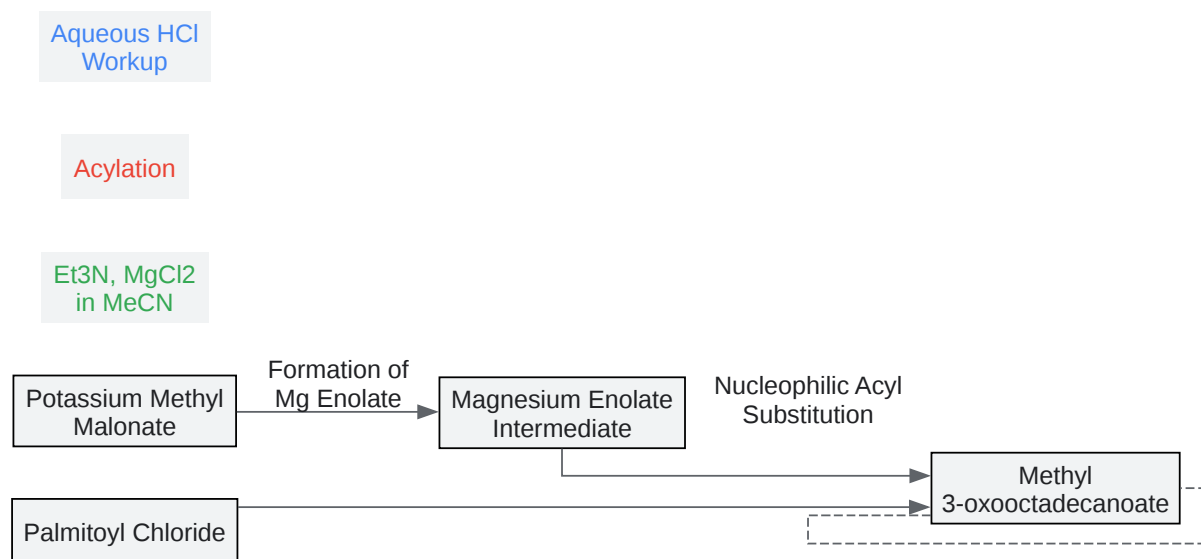 Aqueous HCl
Workup
Acylation
Et3N, MgCl2
in MeCN
Formation of
Mg Enolate
Nucleophilic Acyl
Substitution
Potassium Methyl
Malonate
Magnesium Enolate
Intermediate
Methyl
3-oxooctadecanoate
Palmitoyl Chloride